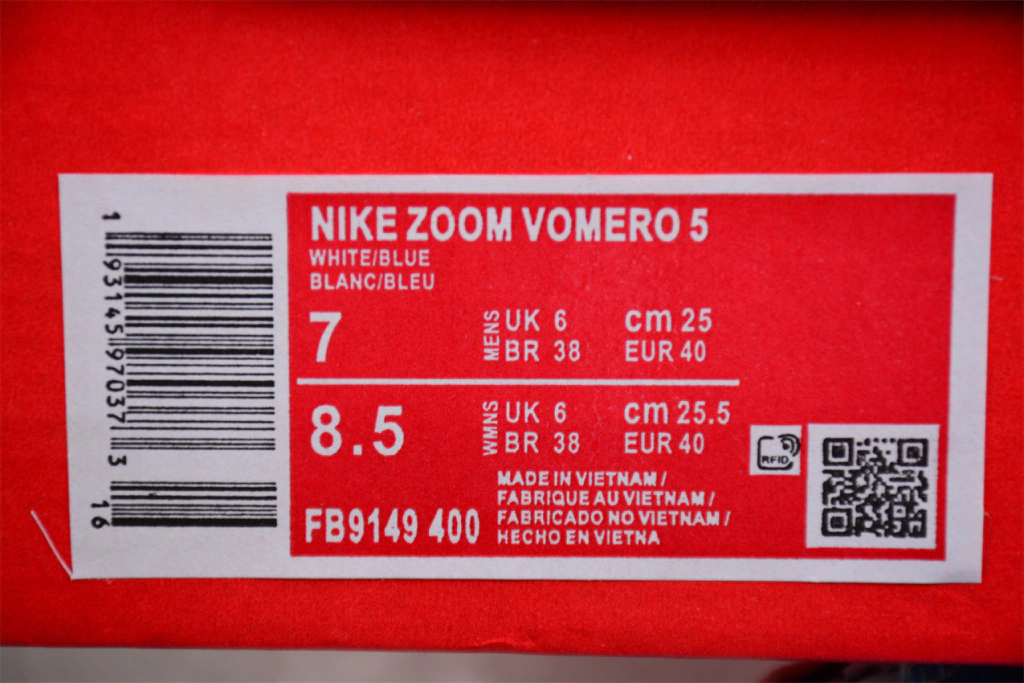 NIKE ZOOM VOMERO 5
WHITE/BLUE
BLANC/BLEU
7
MENS
UK 6 cm 25
BR 38 EUR 40
8.5
WMNS
UK 6 cm 25.5
BR 38 EUR 40
FB9149 400
MADE IN VIETNAM /
FABRIQUE AU VIETNAM /
FABRICADO NO VIETNAM /
HECHO EN VIETNA
RFID
1 93145 97037 3
16